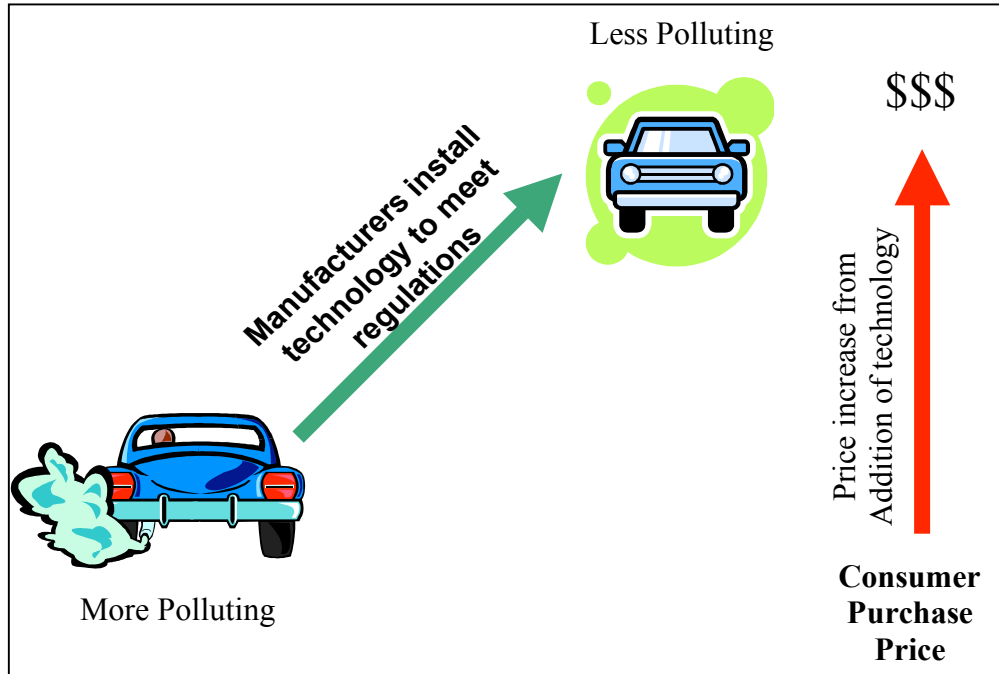 Less Polluting
$$$
Manufacturers install
technology to meet
regulations
Price increase from
Addition of technology
More Polluting
Consumer
Purchase
Price